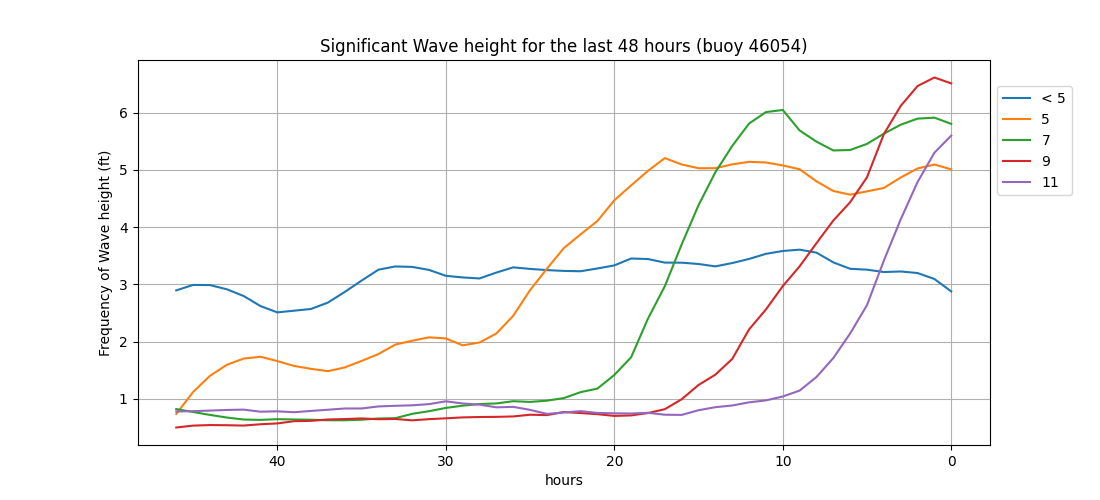 Significant Wave height for the last 48 hours (buoy 46054)
Frequency of Wave height (ft)
6
5
4
3
2
1
40 30 20 10 0
hours
< 5
5
7
9
11